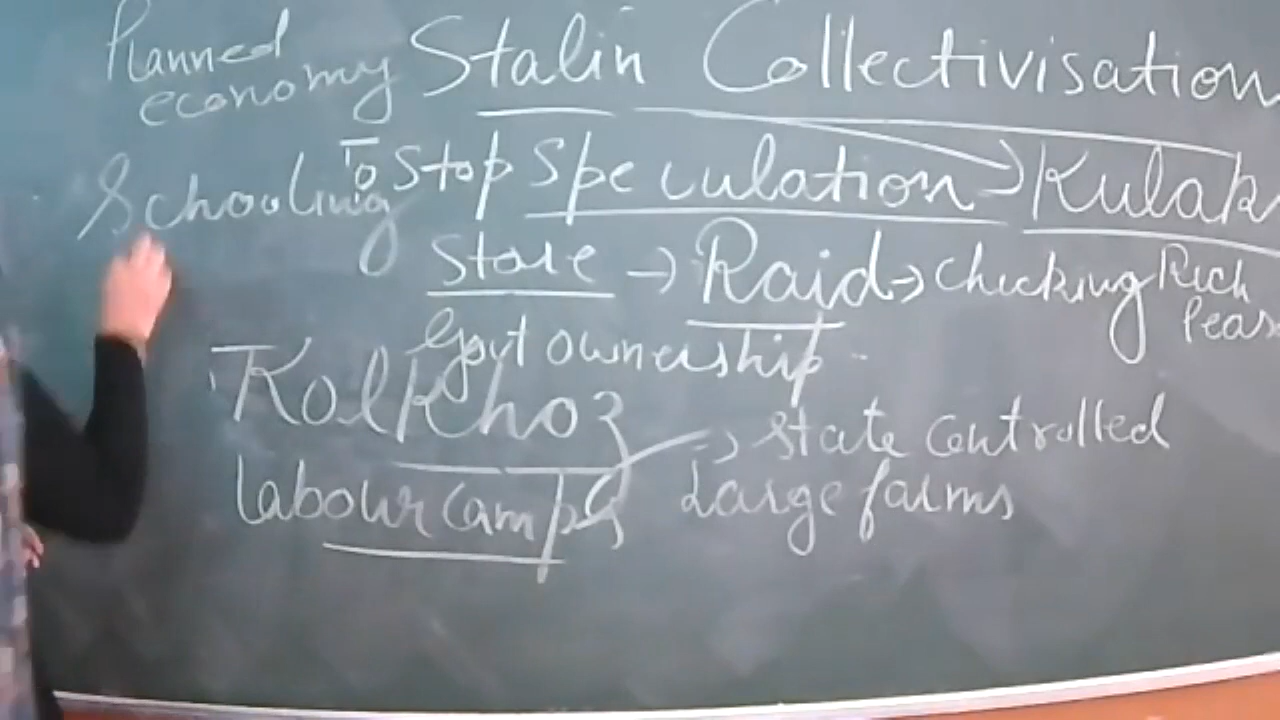 Planned
economy
Stalin Collectivisation
Schooling
To Stop Speculation → Kulak
Store → Raid → checking
Rich
Peas
Govt ownership
Kolkhoz → State Controlled
Large farms
labour camps